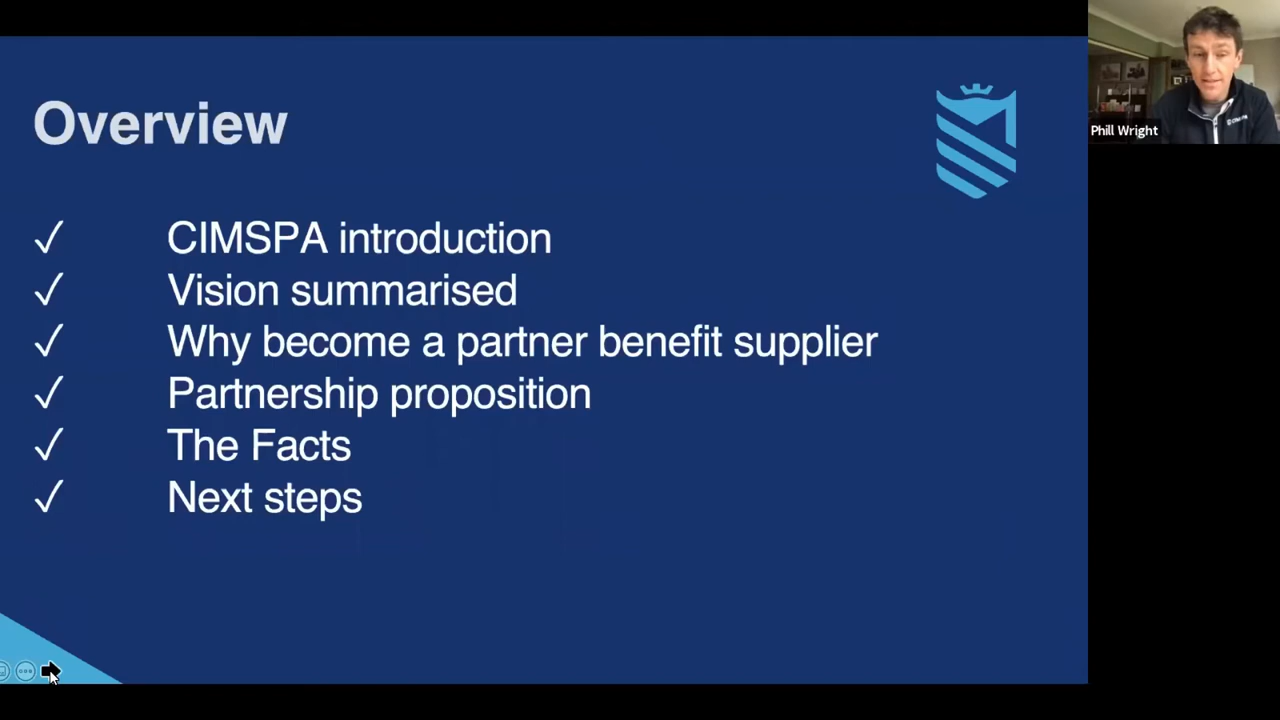 Overview
✓ CIMSPA introduction
✓ Vision summarised
✓ Why become a partner benefit supplier
✓ Partnership proposition
✓ The Facts
✓ Next steps
Phill Wright